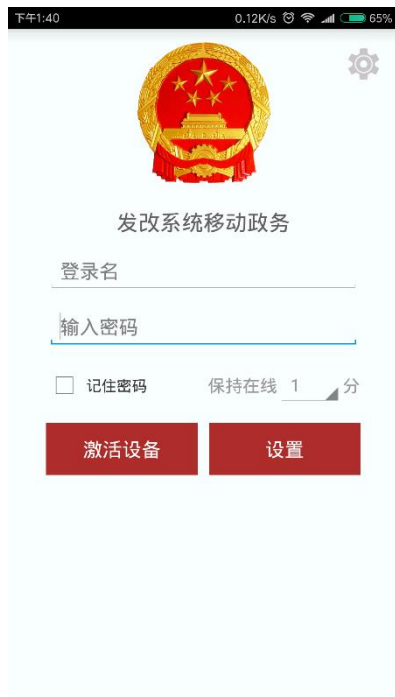 下午1:40 0.12K/s 65%
发改系统移动政务
登录名
输入密码
记住密码 保持在线 1 分
激活设备 设置